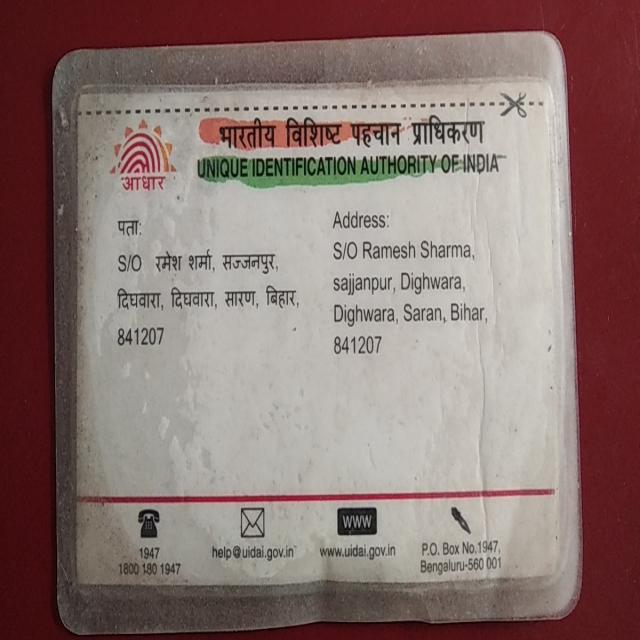 भारतीय विशिष्ट पहचान प्राधिकरण
UNIQUE IDENTIFICATION AUTHORITY OF INDIA
आधार
पता:
S/O रमेश शर्मा, सज्जनपुर,
दिघवारा, दिघवारा, सारण, बिहार,
841207
Address:
S/O Ramesh Sharma,
sajjanpur, Dighwara,
Dighwara, Saran, Bihar,
841207
1947
1800 180 1947
help@uidai.gov.in
WWW
www.uidai.gov.in
P.O. Box No.1947,
Bengaluru-560 001